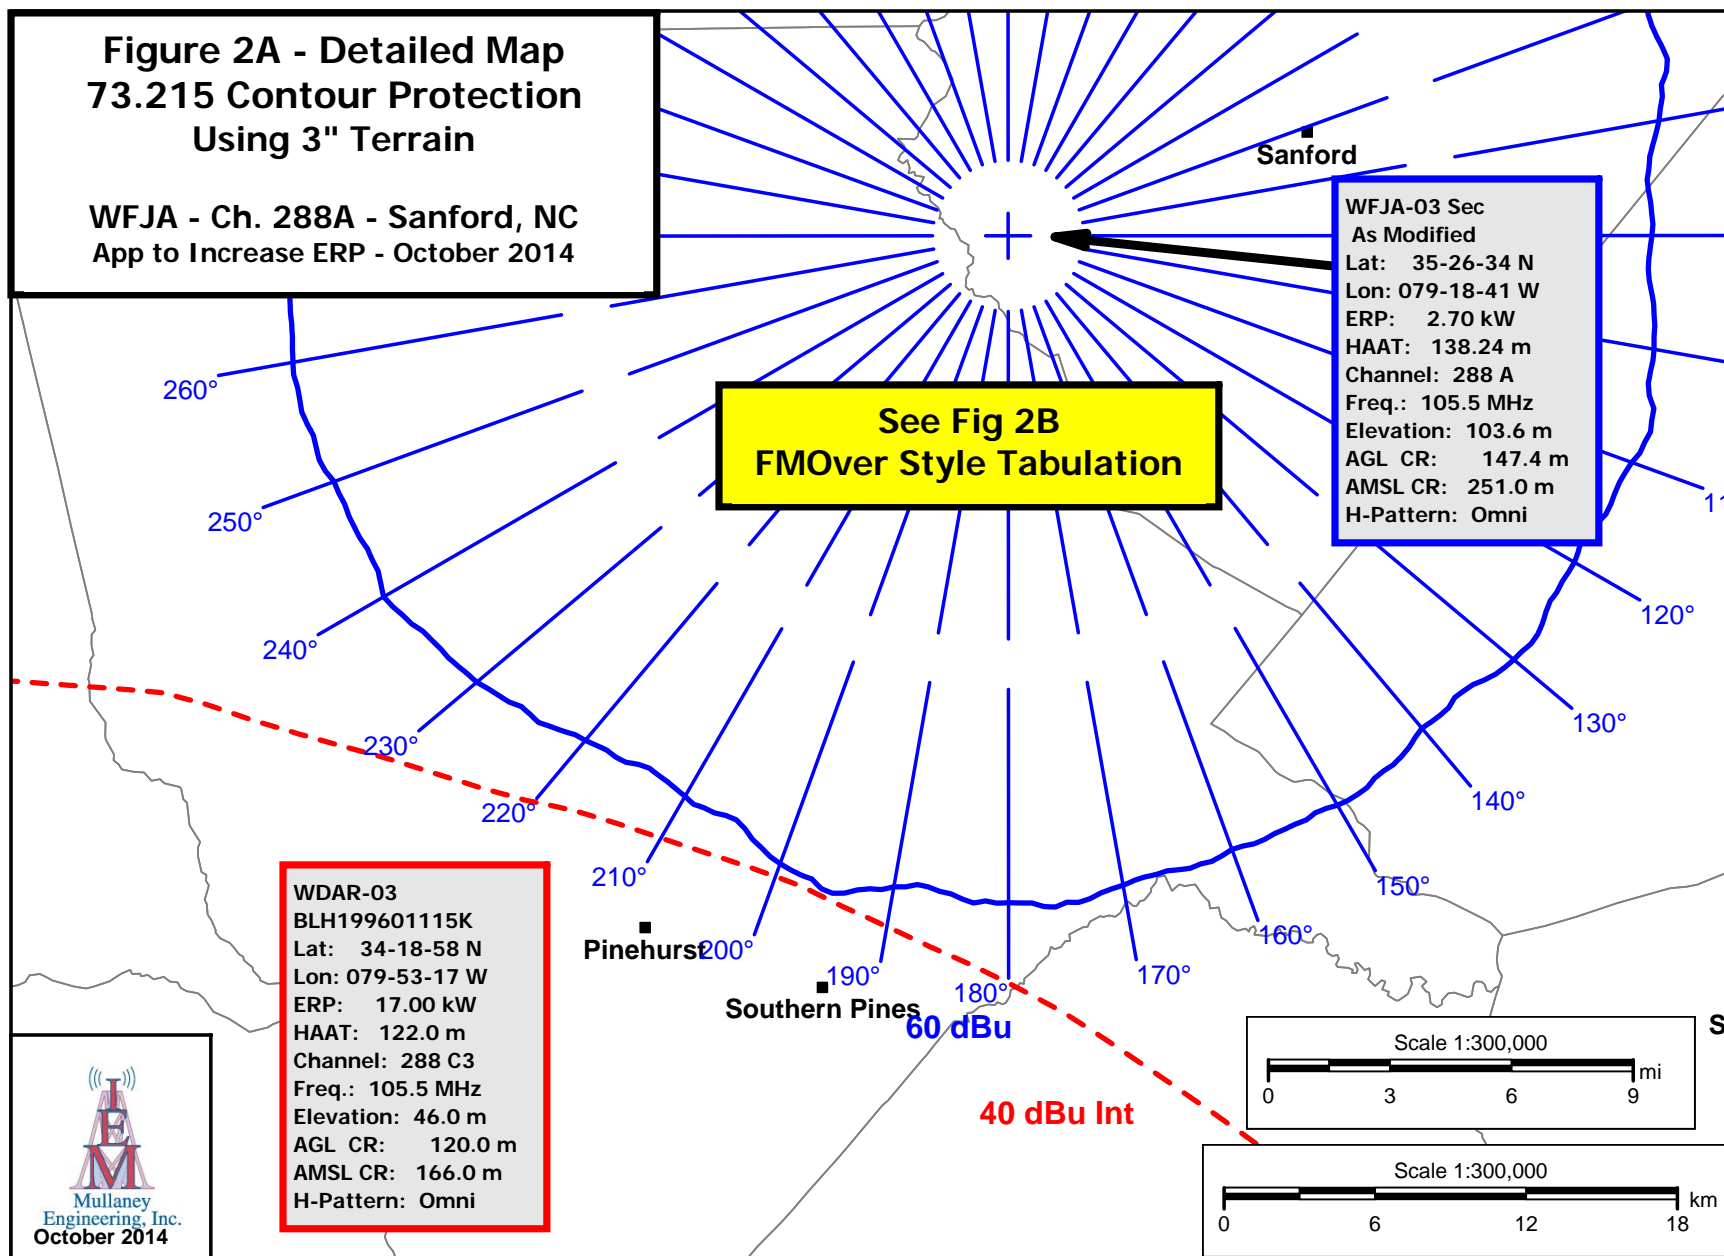 Figure 2A - Detailed Map
73.215 Contour Protection
Using 3" Terrain
WFJA - Ch. 288A - Sanford, NC
App to Increase ERP - October 2014
Sanford
WFJA-03 Sec
As Modified
Lat: 35-26-34 N
Lon: 079-18-41 W
ERP: 2.70 kW
HAAT: 138.24 m
Channel: 288 A
Freq.: 105.5 MHz
Elevation: 103.6 m
AGL CR: 147.4 m
AMSL CR: 251.0 m
H-Pattern: Omni
See Fig 2B
FMOver Style Tabulation
260°
250°
240°
230°
220°
210°
200°
190°
180°
170°
160°
150°
140°
130°
120°
11
Pinehurst
Southern Pines
60 dBu
40 dBu Int
WDAR-03
BLH199601115K
Lat: 34-18-58 N
Lon: 079-53-17 W
ERP: 17.00 kW
HAAT: 122.0 m
Channel: 288 C3
Freq.: 105.5 MHz
Elevation: 46.0 m
AGL CR: 120.0 m
AMSL CR: 166.0 m
H-Pattern: Omni
S
Scale 1:300,000
0 3 6 9 mi
Scale 1:300,000
0 6 12 18 km
I
E
M
Mullaney
Engineering, Inc.
October 2014